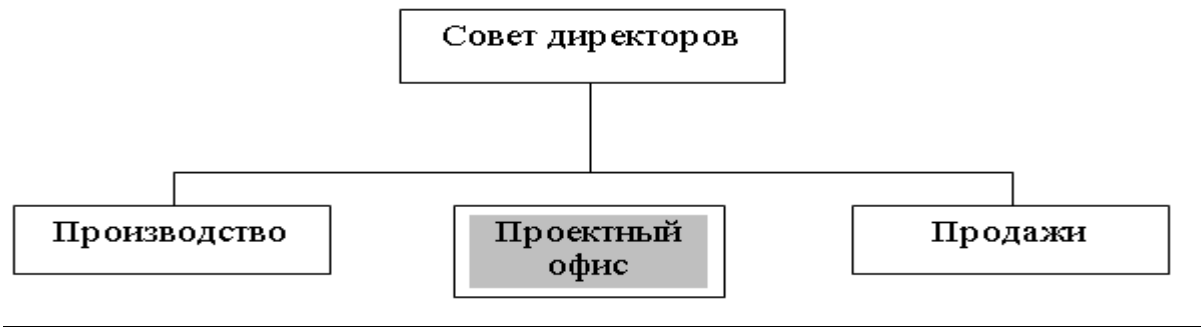 Совет директоров
Производство
Проектный
офис
Продажи